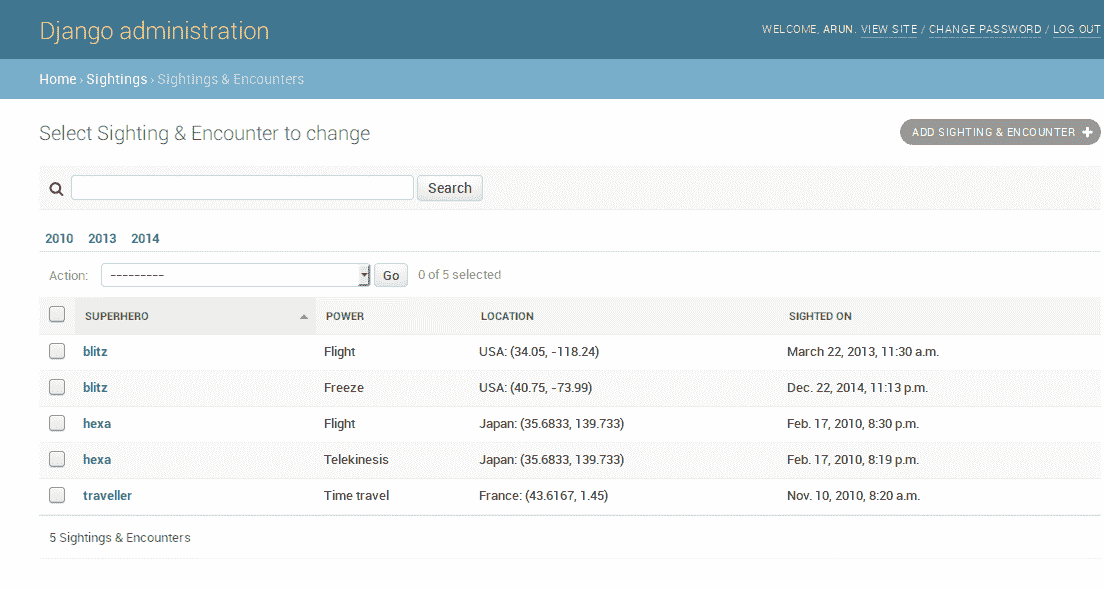 Django administration
WELCOME, ARUN. VIEW SITE / CHANGE PASSWORD / LOG OUT
Home › Sightings › Sightings & Encounters
Select Sighting & Encounter to change
ADD SIGHTING & ENCOUNTER +
Search
2010 2013 2014
Action: --------- Go 0 of 5 selected
SUPERHERO POWER LOCATION SIGHTED ON
blitz Flight USA: (34.05, -118.24) March 22, 2013, 11:30 a.m.
blitz Freeze USA: (40.75, -73.99) Dec. 22, 2014, 11:13 p.m.
hexa Flight Japan: (35.6833, 139.733) Feb. 17, 2010, 8:30 p.m.
hexa Telekinesis Japan: (35.6833, 139.733) Feb. 17, 2010, 8:19 p.m.
traveller Time travel France: (43.6167, 1.45) Nov. 10, 2010, 8:20 a.m.
5 Sightings & Encounters